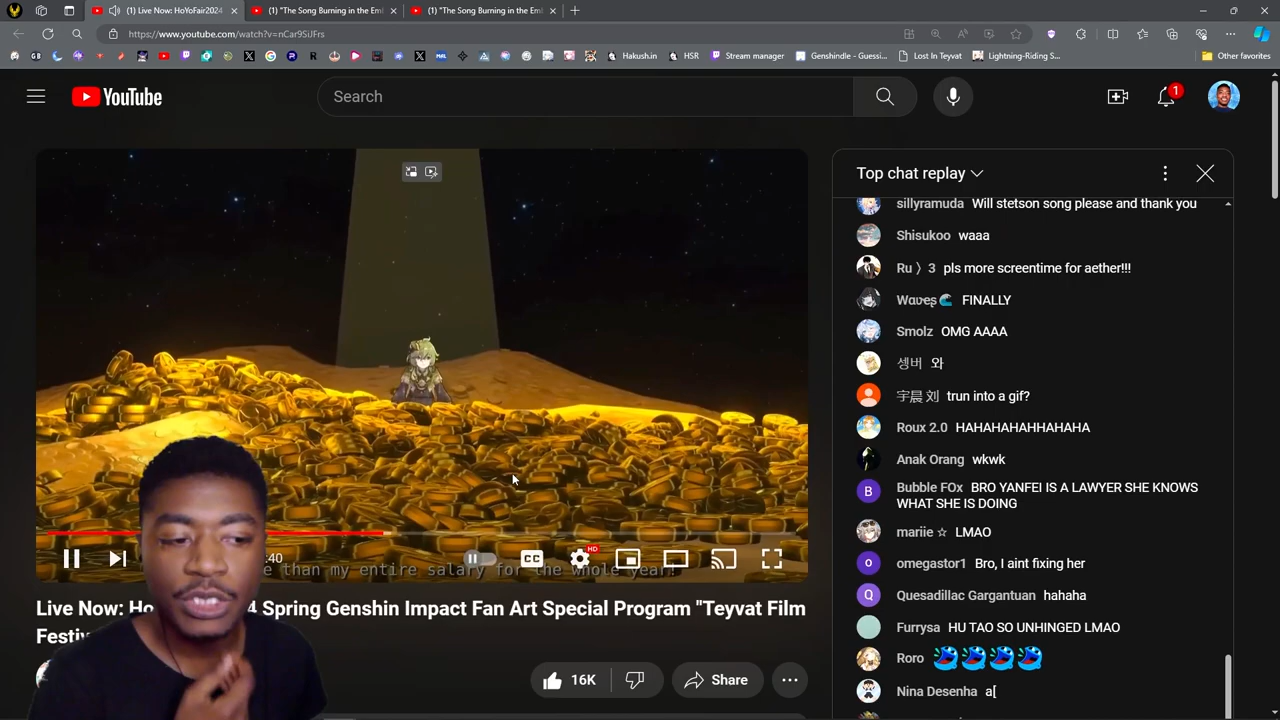 (1) Live Now: HoYoFair2024
(1) "The Song Burning in the Em
(1) "The Song Burning in the Em
https://www.youtube.com/watch?v=nCar9SiJFrs
Hakush.in
HSR
Stream manager
Genshindle - Guessi...
Lost In Teyvat
Lightning-Riding S...
Other favorites
YouTube
Search
1
Top chat replay
sillyramuda Will stetson song please and thank you
Shisukoo waaa
Ru 〉3 pls more screentime for aether!!!
Wαʋeʂ🌊 FINALLY
Smolz OMG AAAA
셍버 와
宇晨 刘 trun into a gif?
Roux 2.0 HAHAHAHAHHAHAHA
Anak Orang wkwk
B
Bubble FOx BRO YANFEI IS A LAWYER SHE KNOWS
WHAT SHE IS DOING
mariie ☆ LMAO
o
omegastor1 Bro, I aint fixing her
Q
Quesadillac Gargantuan hahaha
Furrysa HU TAO SO UNHINGED LMAO
Roro
Nina Desenha a[
:40
CC
HD
e than my entire salary for the whole year!
Live Now: Ho 4 Spring Genshin Impact Fan Art Special Program "Teyvat Film
Festiv
16K
Share